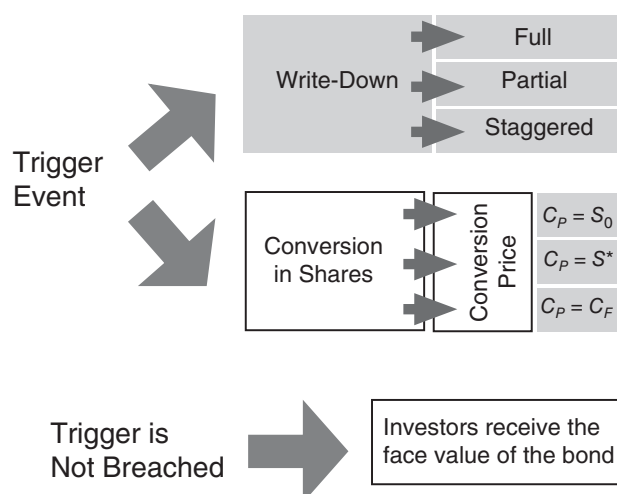 Trigger
Event
Write-Down
Full
Partial
Staggered
Conversion
in Shares
Conversion
Price
C_P = S_0
C_P = S*
C_P = C_F
Trigger is
Not Breached
Investors receive the
face value of the bond